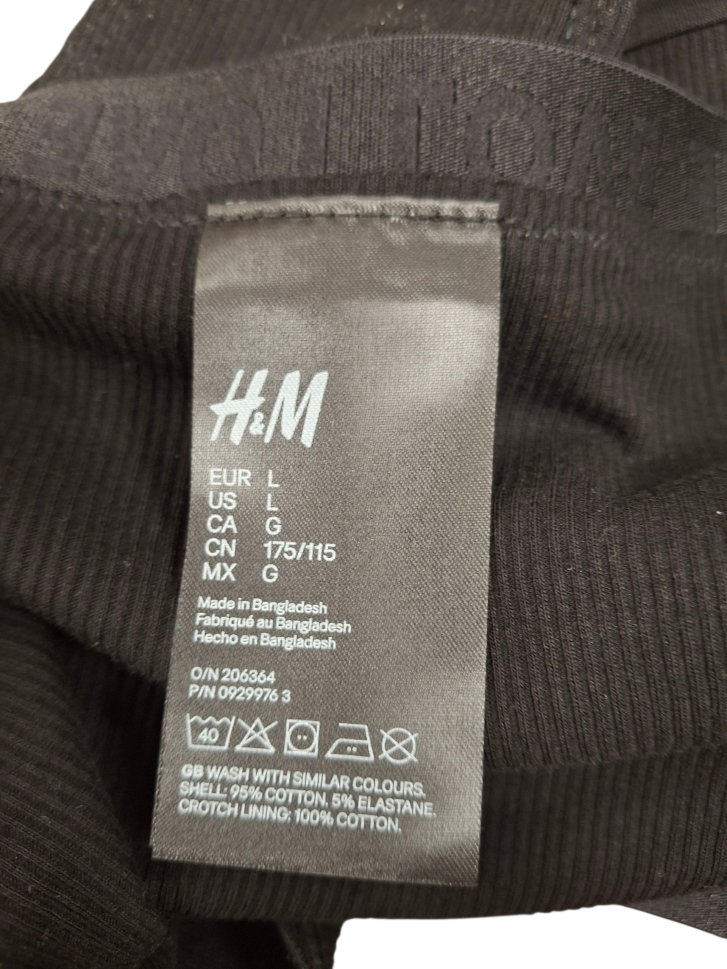 H&M
EUR L
US L
CA G
CN 175/115
MX G
Made in Bangladesh
Fabriqué au Bangladesh
Hecho en Bangladesh
O/N 206364
P/N 0929976 3
40
GB WASH WITH SIMILAR COLOURS.
SHELL: 95% COTTON, 5% ELASTANE.
CROTCH LINING: 100% COTTON.